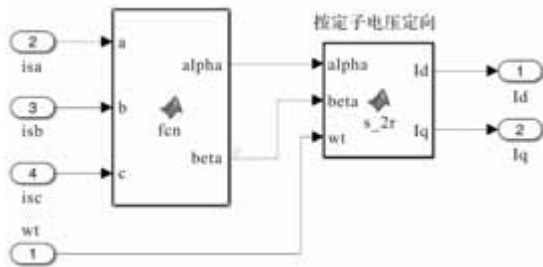 按定子电压定向
2
isa
3
isb
4
isc
wt
1
a
b
c
fcn
alpha
beta
alpha
beta
wt
s_2r
Id
Iq
1
Id
2
Iq